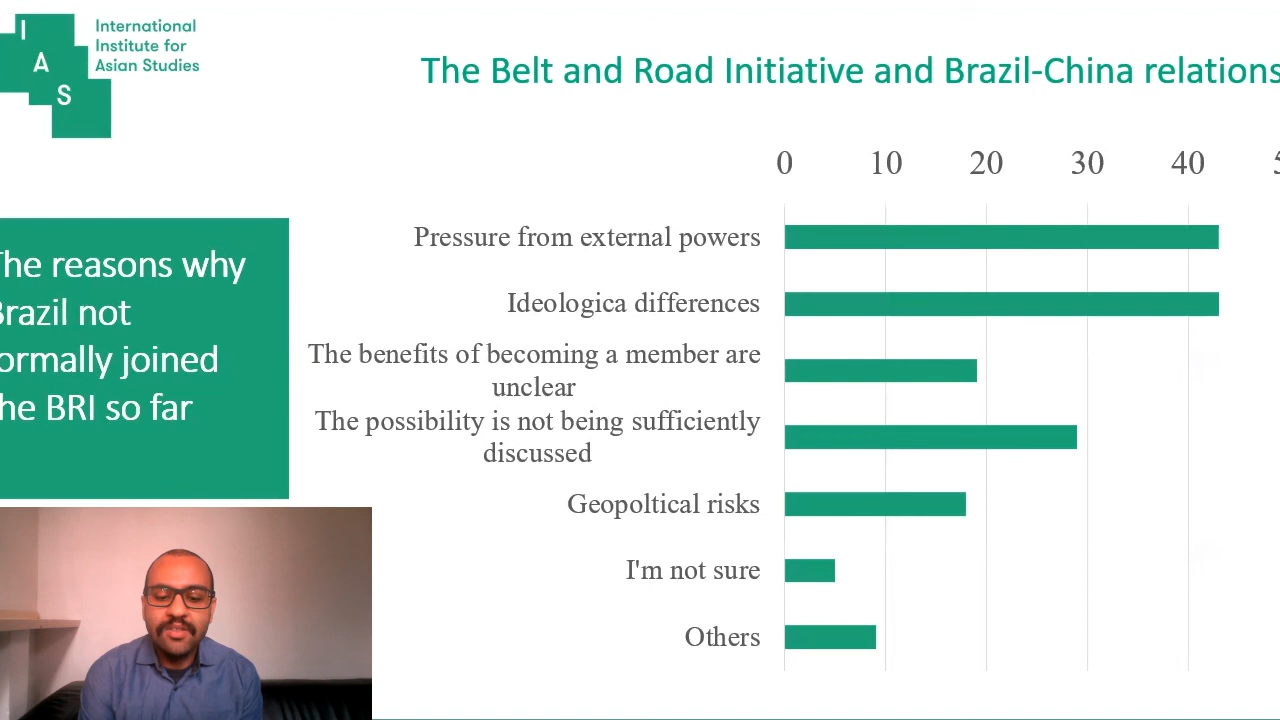 I
A
S
International
Institute for
Asian Studies
The Belt and Road Initiative and Brazil-China relations
0 10 20 30 40
he reasons why
razil not
ormally joined
he BRI so far
Pressure from external powers
Ideologica differences
The benefits of becoming a member are
unclear
The possibility is not being sufficiently
discussed
Geopoltical risks
I'm not sure
Others